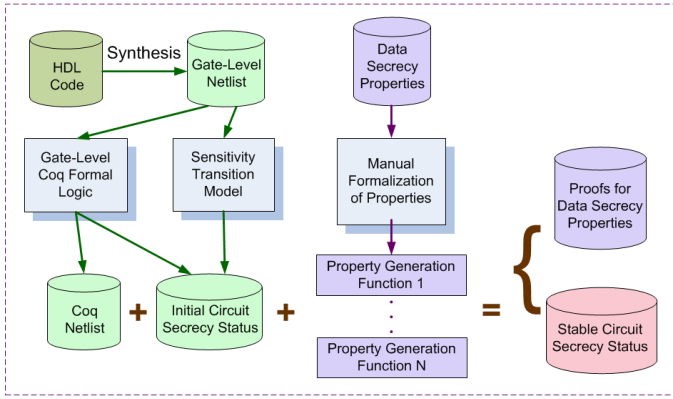 HDL
Code
Synthesis
Gate-Level
Netlist
Data
Secrecy
Properties
Gate-Level
Coq Formal
Logic
Sensitivity
Transition
Model
Manual
Formalization
of Properties
Proofs for
Data Secrecy
Properties
Coq
Netlist
+
Initial Circuit
Secrecy Status
+
Property Generation
Function 1
Property Generation
Function N
=
{
Stable Circuit
Secrecy Status